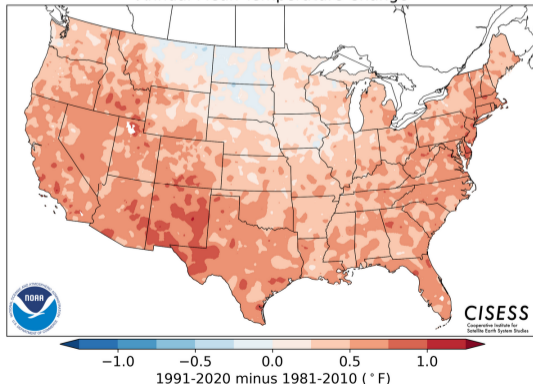 NOAA
CISESS
Cooperative Institute for
Satellite Earth System Studies
−1.0 −0.5 0.0 0.5 1.0
1991-2020 minus 1981-2010 (°F)